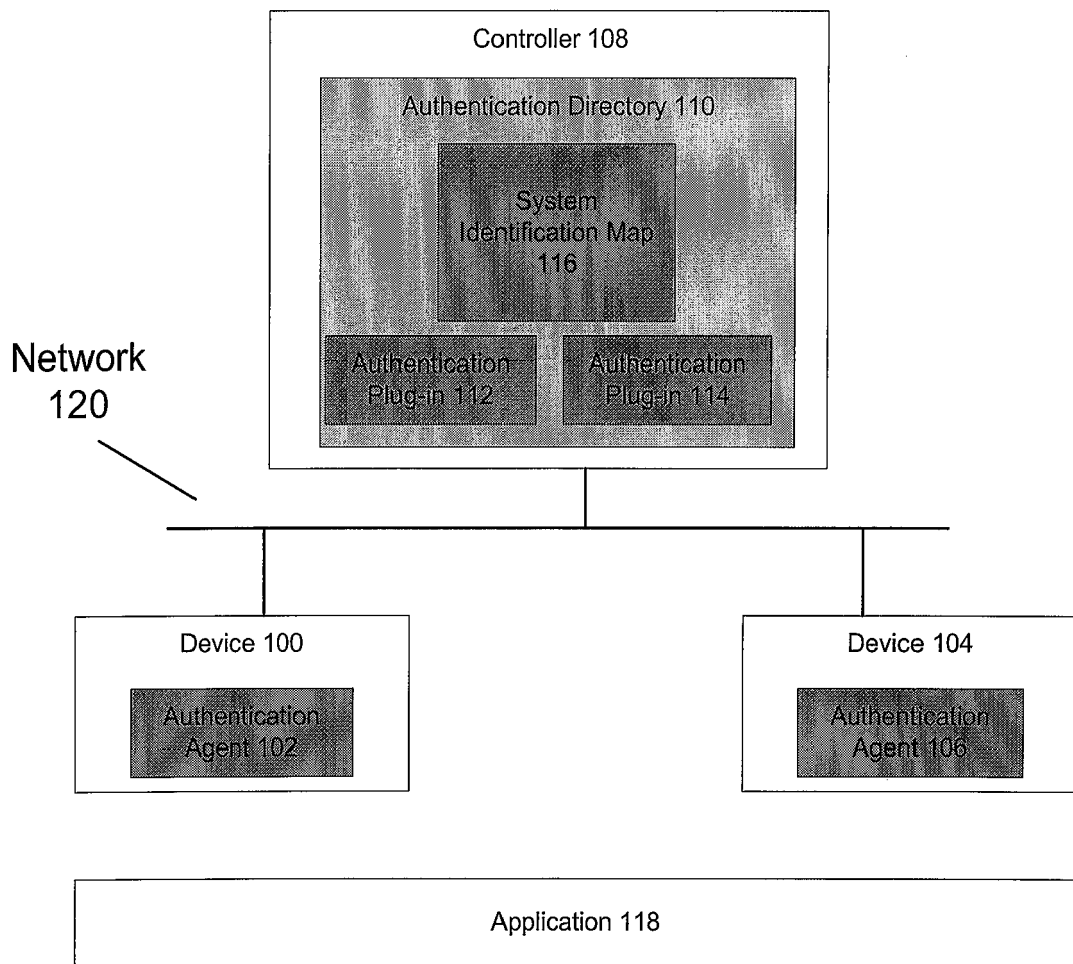 Controller 108
Authentication Directory 110
System
Identification Map
116
Authentication
Plug-in 112
Authentication
Plug-in 114
Network
120
Device 100
Authentication
Agent 102
Device 104
Authentication
Agent 106
Application 118